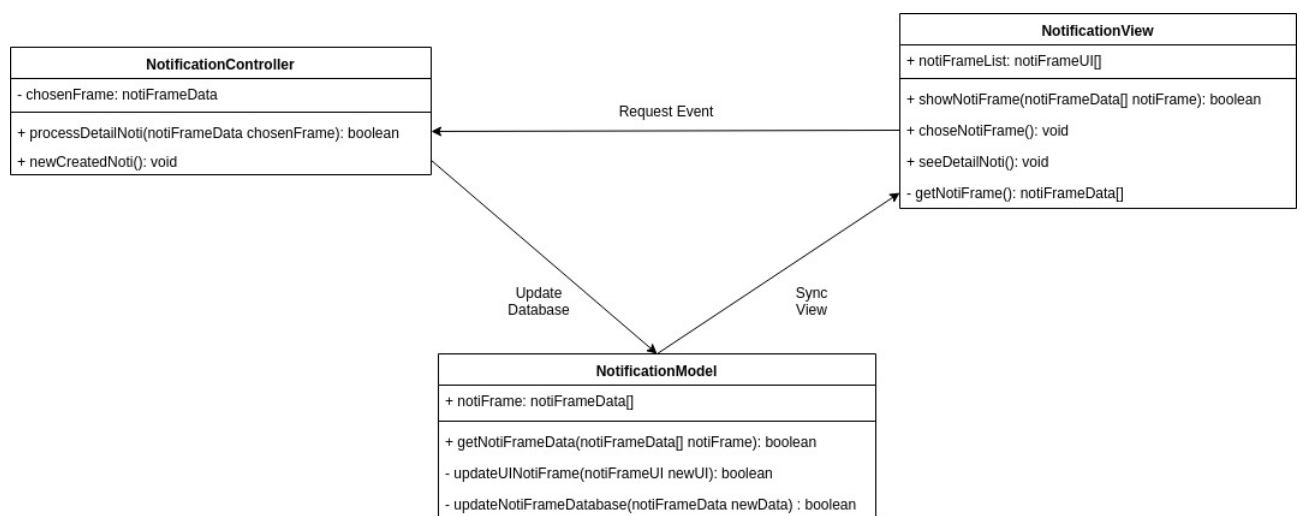 NotificationController
- chosenFrame: notiFrameData
+ processDetailNoti(notiFrameData chosenFrame): boolean
+ newCreatedNoti(): void
Request Event
NotificationView
+ notiFrameList: notiFrameUI[]
+ showNotiFrame(notiFrameData[] notiFrame): boolean
+ choseNotiFrame(): void
+ seeDetailNoti(): void
- getNotiFrame(): notiFrameData[]
Update
Database
Sync
View
NotificationModel
+ notiFrame: notiFrameData[]
+ getNotiFrameData(notiFrameData[] notiFrame): boolean
- updateUINotiFrame(notiFrameUI newUI): boolean
- updateNotiFrameDatabase(notiFrameData newData) : boolean